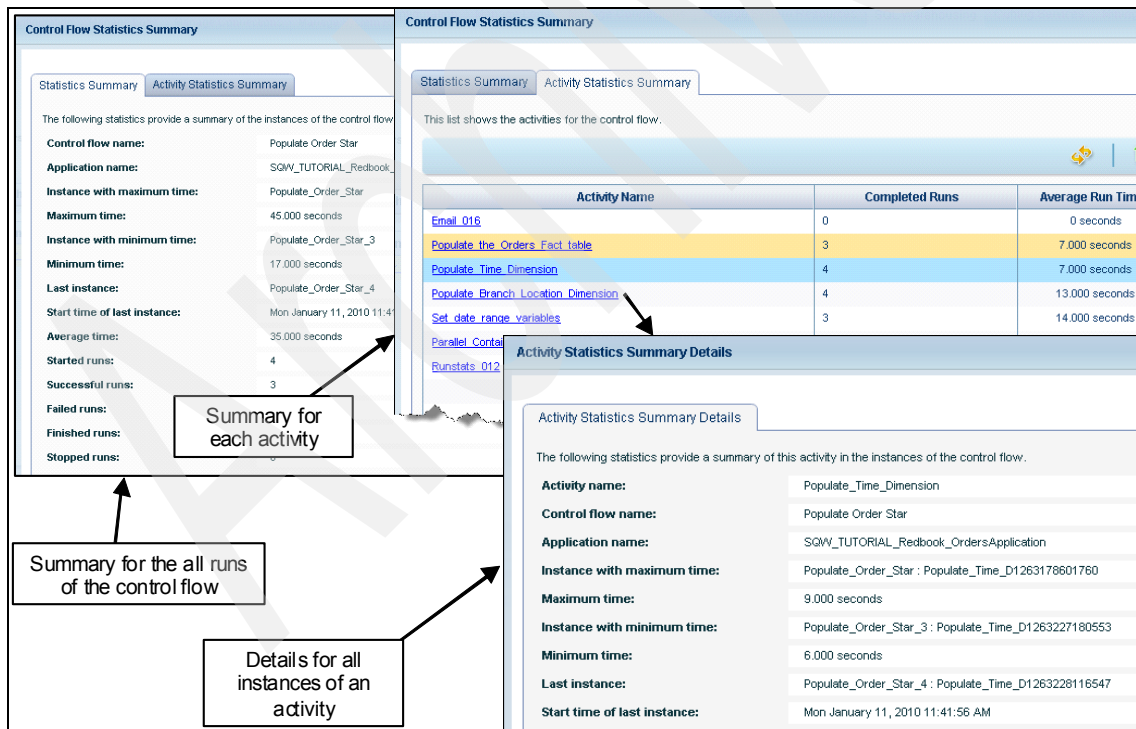 Control Flow Statistics Summary
Statistics Summary Activity Statistics Summary
The following statistics provide a summary of the instances of the control flow
Control flow name: Populate Order Star
Application name: SQW_TUTORIAL_Redbook_
Instance with maximum time: Populate_Order_Star
Maximum time: 45.000 seconds
Instance with minimum time: Populate_Order_Star_3
Minimum time: 17.000 seconds
Last instance: Populate_Order_Star_4
Start time of last instance: Mon January 11, 2010 11:4
Average time: 35.000 seconds
Started runs: 4
Successful runs: 3
Failed runs:
Finished runs:
Stopped runs:
Control Flow Statistics Summary
Statistics Summary Activity Statistics Summary
This list shows the activities for the control flow.
Activity Name Completed Runs Average Run Tim
Email_016 0 0 seconds
Populate_the_Orders_Fact_table 3 7.000 seconds
Populate_Time_Dimension 4 7.000 seconds
Populate_Branch_Location_Dimension 4 13.000 seconds
Set_date_range_variables 3 14.000 seconds
Parallel_Contai
Runstats_012
Activity Statistics Summary Details
Activity Statistics Summary Details
The following statistics provide a summary of this activity in the instances of the control flow.
Activity name: Populate_Time_Dimension
Control flow name: Populate Order Star
Application name: SQW_TUTORIAL_Redbook_OrdersApplication
Instance with maximum time: Populate_Order_Star : Populate_Time_D1263178601760
Maximum time: 9.000 seconds
Instance with minimum time: Populate_Order_Star_3 : Populate_Time_D1263227180553
Minimum time: 6.000 seconds
Last instance: Populate_Order_Star_4 : Populate_Time_D1263228116547
Start time of last instance: Mon January 11, 2010 11:41:56 AM
Summary for
each activity
Summary for the all runs
of the control flow
Details for all
instances of an
activity